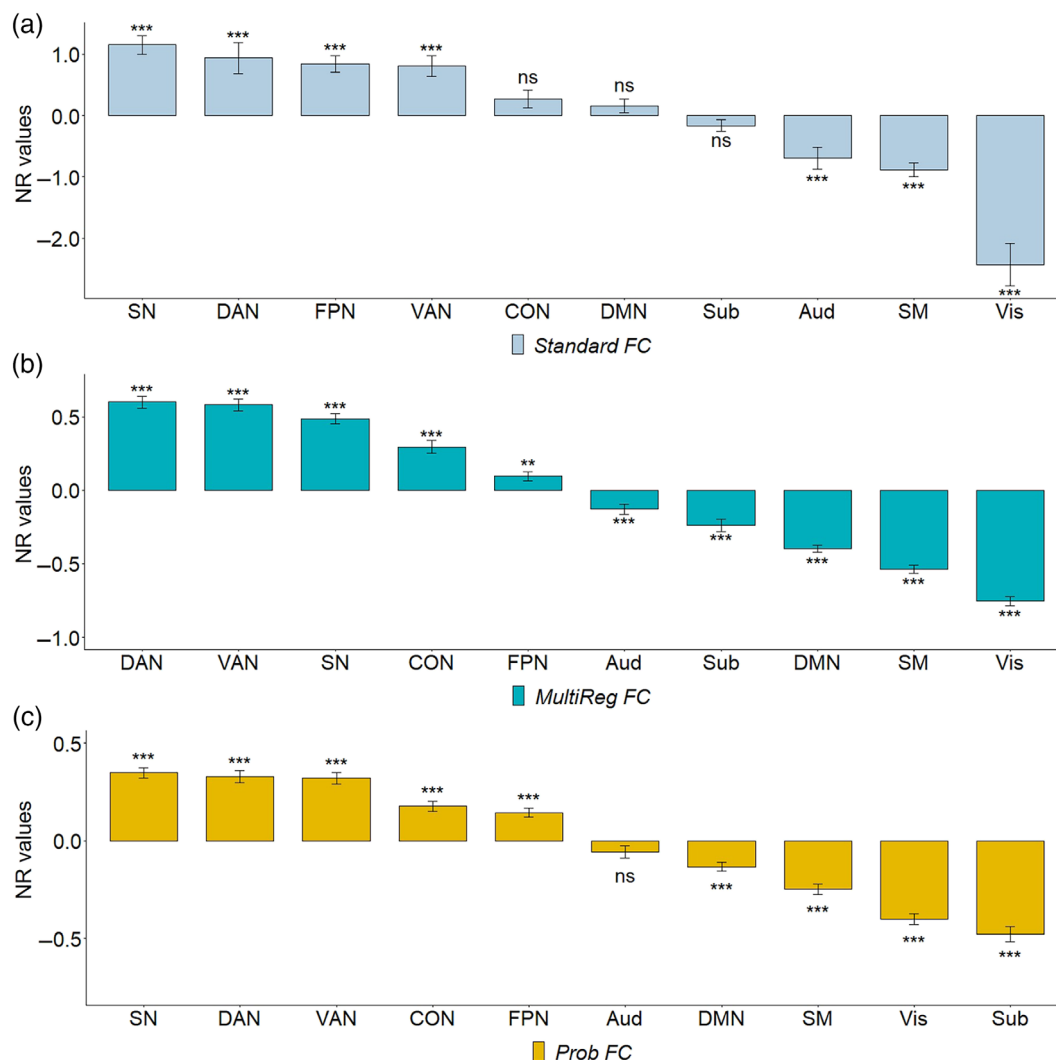 (a)
NR values
1.0
0.0
−1.0
−2.0
*** *** *** *** ns ns ns *** *** ***
SN DAN FPN VAN CON DMN Sub Aud SM Vis
Standard FC
(b)
NR values
0.5
0.0
−0.5
−1.0
*** *** *** *** ** *** *** *** *** ***
DAN VAN SN CON FPN Aud Sub DMN SM Vis
MultiReg FC
(c)
NR values
0.5
0.0
−0.5
*** *** *** *** *** ns *** *** *** ***
SN DAN VAN CON FPN Aud DMN SM Vis Sub
Prob FC